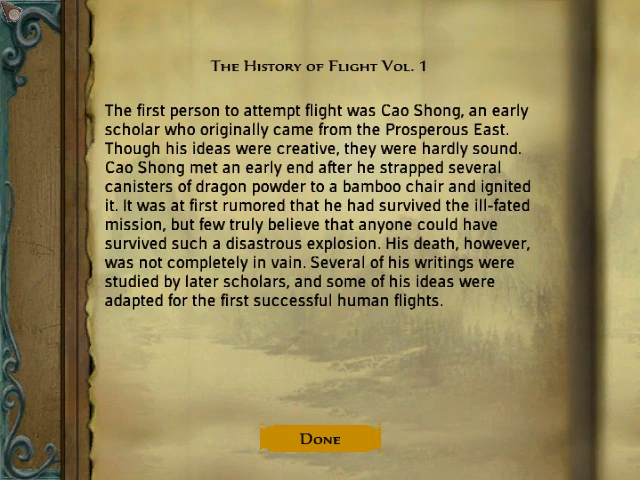 The History of Flight Vol. 1
The first person to attempt flight was Cao Shong, an early
scholar who originally came from the Prosperous East.
Though his ideas were creative, they were hardly sound.
Cao Shong met an early end after he strapped several
canisters of dragon powder to a bamboo chair and ignited
it. It was at first rumored that he had survived the ill-fated
mission, but few truly believe that anyone could have
survived such a disastrous explosion. His death, however,
was not completely in vain. Several of his writings were
studied by later scholars, and some of his ideas were
adapted for the first successful human flights.
Done